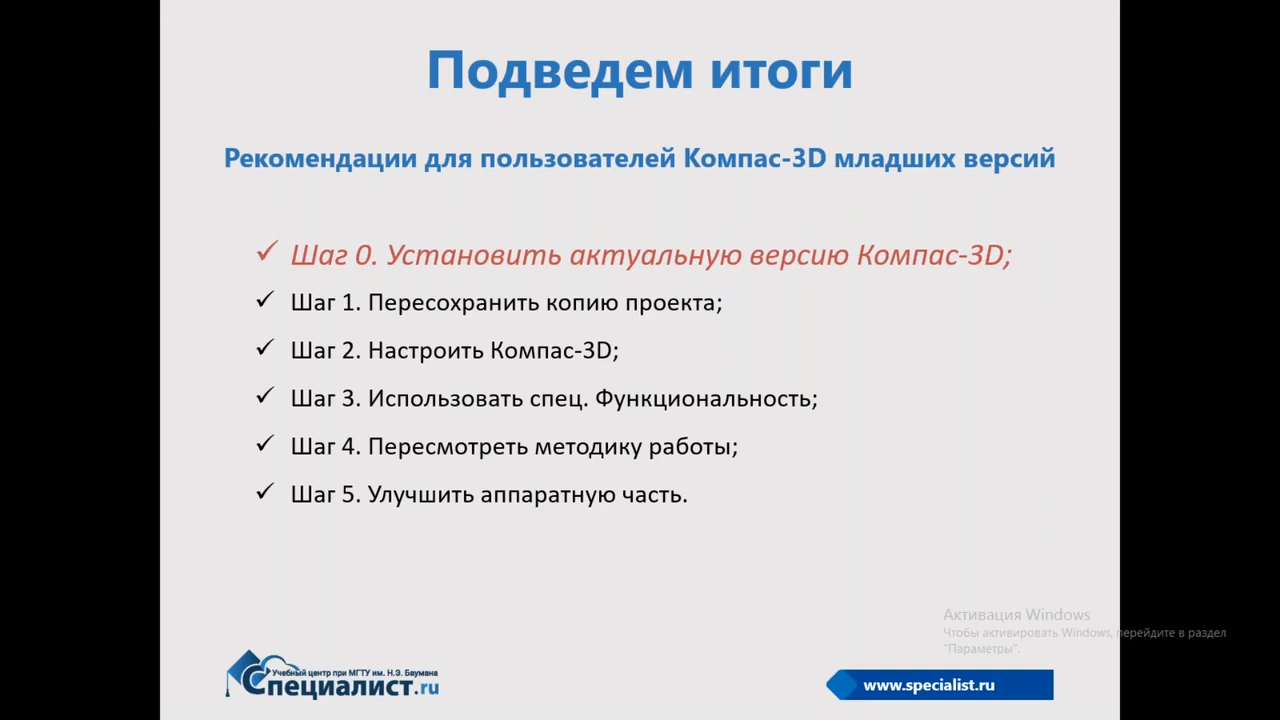 Подведем итоги
Рекомендации для пользователей Компас-3D младших версий
Шаг 0. Установить актуальную версию Компас-3D;
Шаг 1. Пересохранить копию проекта;
Шаг 2. Настроить Компас-3D;
Шаг 3. Использовать спец. Функциональность;
Шаг 4. Пересмотреть методику работы;
Шаг 5. Улучшить аппаратную часть.
Активация Windows
Чтобы активировать Windows, перейдите в раздел
"Параметры".
Учебный центр при МГТУ им. Н.Э. Баумана
Специалист.ru
www.specialist.ru